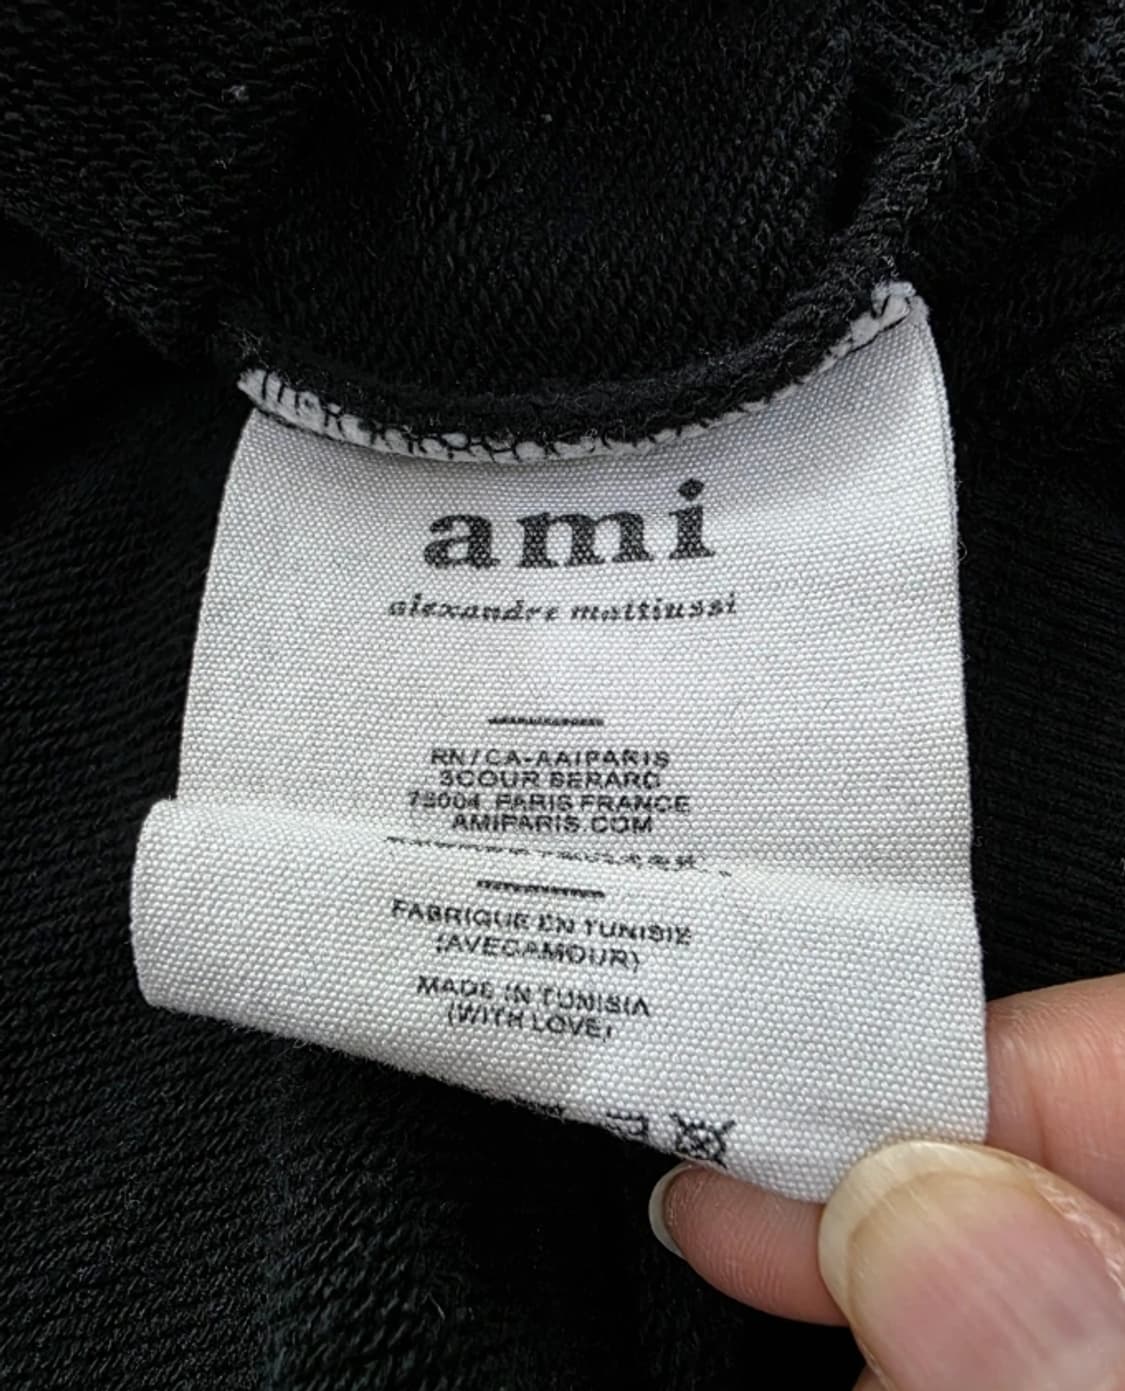 ami
alexandre mattiussi
RN/CA-AAIPARIS
3COUR BERARD
75004 PARIS FRANCE
AMIPARIS.COM
FABRIQUE EN TUNISIE
(AVECAMOUR)
MADE IN TUNISIA
(WITH LOVE)